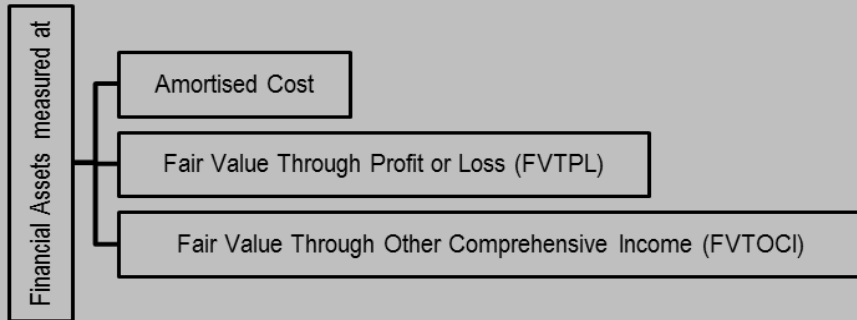 Financial Assets measured at
Amortised Cost
Fair Value Through Profit or Loss (FVTPL)
Fair Value Through Other Comprehensive Income (FVTOCI)